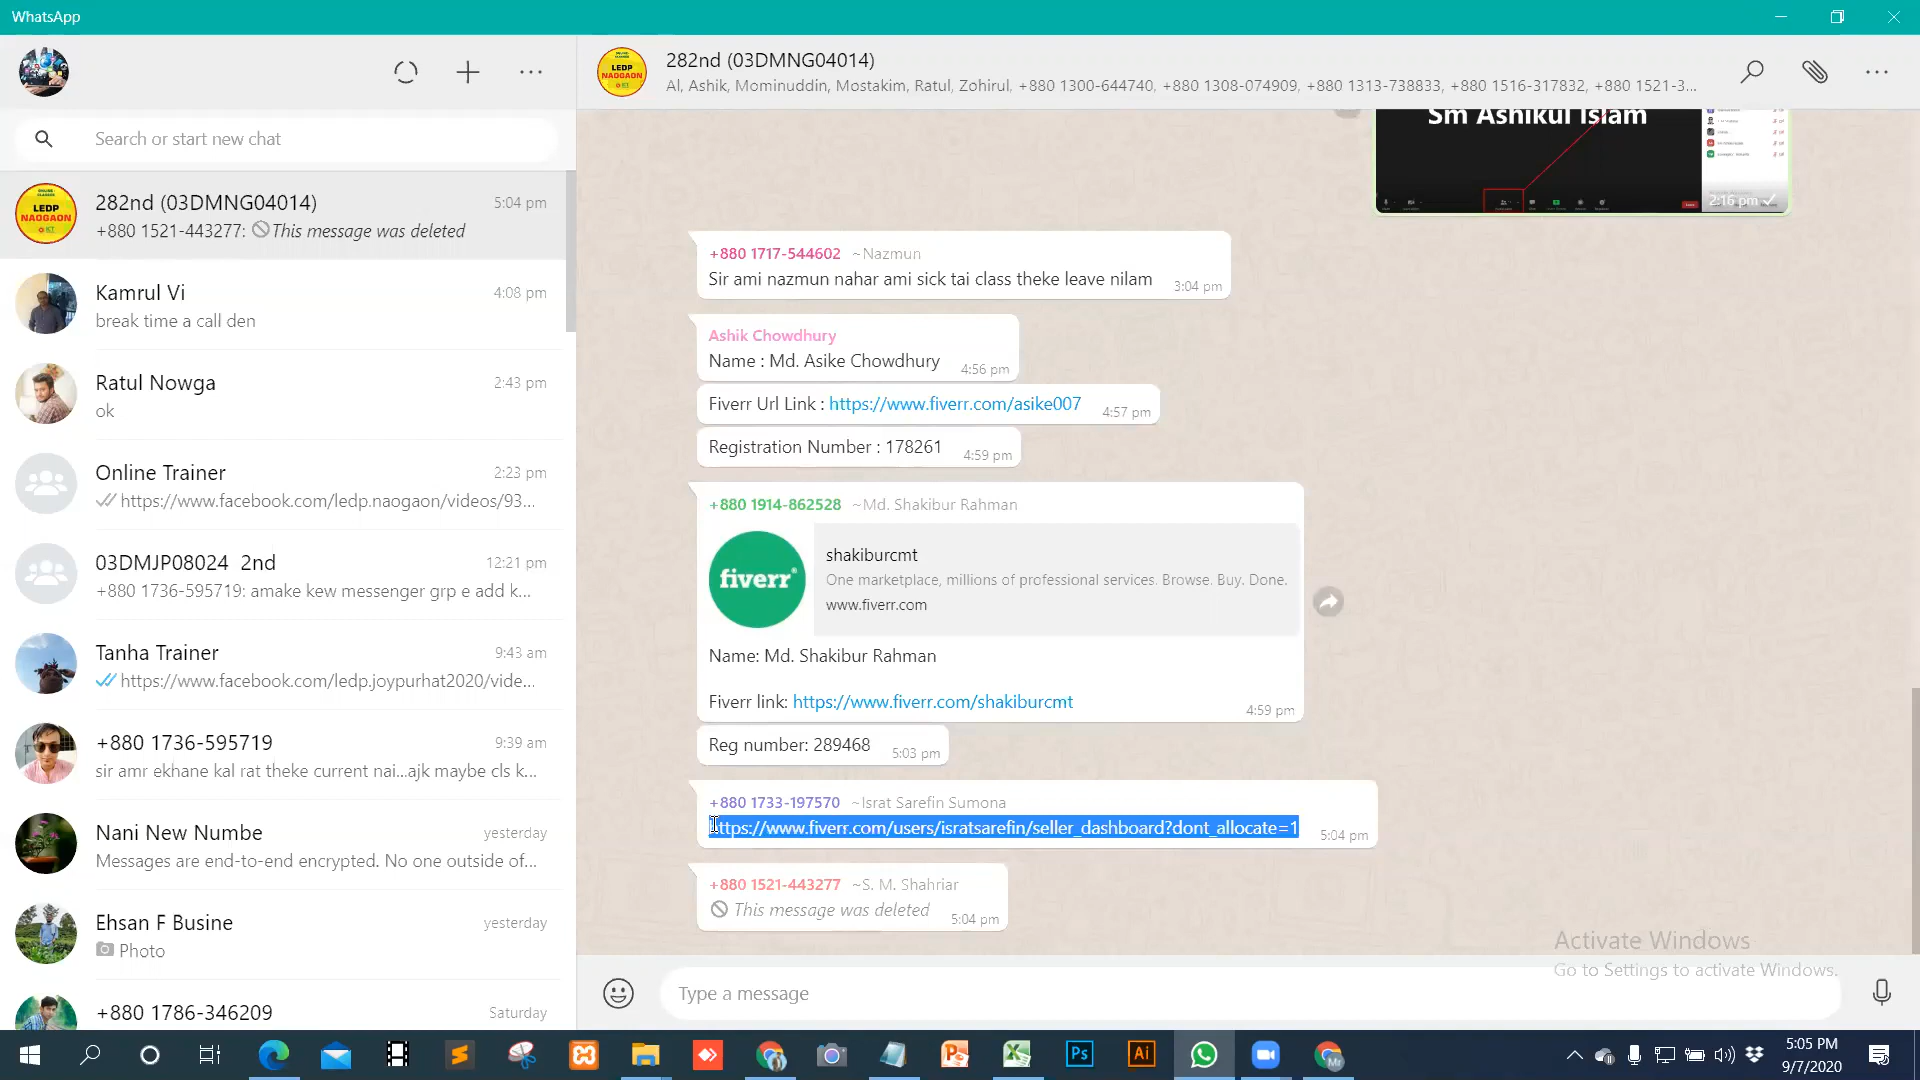 WhatsApp
Search or start new chat
LEDP
NAOGAON
282nd (03DMNG04014)
5:04 pm
+880 1521-443277: This message was deleted
Kamrul Vi
4:08 pm
break time a call den
Ratul Nowga
2:43 pm
ok
Online Trainer
2:23 pm
https://www.facebook.com/ledp.naogaon/videos/93...
03DMJP08024 2nd
12:21 pm
+880 1736-595719: amake kew messenger grp e add k...
Tanha Trainer
9:43 am
https://www.facebook.com/ledp.joypurhat2020/vide...
+880 1736-595719
9:39 am
sir amr ekhane kal rat theke current nai...ajk maybe cls k...
Nani New Numbe
yesterday
Messages are end-to-end encrypted. No one outside of...
Ehsan F Busine
yesterday
Photo
+880 1786-346209
Saturday
LEDP
NAOGAON
282nd (03DMNG04014)
Al, Ashik, Mominuddin, Mostakim, Ratul, Zohirul, +880 1300-644740, +880 1308-074909, +880 1313-738833, +880 1516-317832, +880 1521-3...
Sm Ashikul Islam
2:16 pm
+880 1717-544602 ~Nazmun
Sir ami nazmun nahar ami sick tai class theke leave nilam
3:04 pm
Ashik Chowdhury
Name : Md. Asike Chowdhury
4:56 pm
Fiverr Url Link : https://www.fiverr.com/asike007
4:57 pm
Registration Number : 178261
4:59 pm
+880 1914-862528 ~Md. Shakibur Rahman
fiverr®
shakiburcmt
One marketplace, millions of professional services. Browse. Buy. Done.
www.fiverr.com
Name: Md. Shakibur Rahman
Fiverr link: https://www.fiverr.com/shakiburcmt
4:59 pm
Reg number: 289468
5:03 pm
+880 1733-197570 ~Israt Sarefin Sumona
https://www.fiverr.com/users/isratsarefin/seller_dashboard?dont_allocate=1
5:04 pm
+880 1521-443277 ~S. M. Shahriar
This message was deleted
5:04 pm
Activate Windows
Go to Settings to activate Windows.
Type a message
Ps
Ai
5:05 PM
9/7/2020